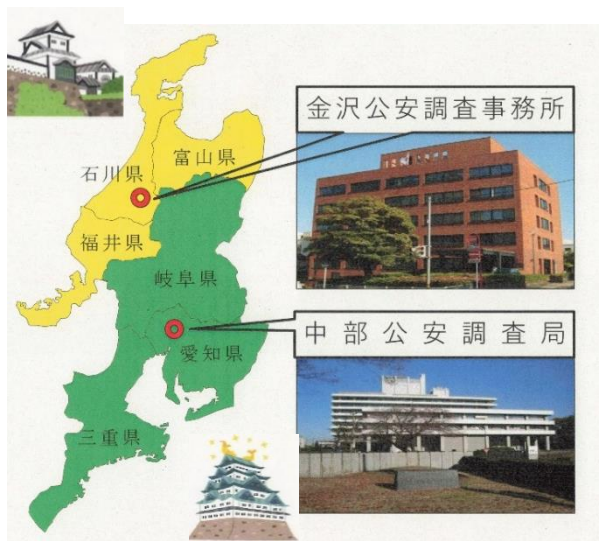 金沢公安調査事務所
富山県
石川県
福井県
岐阜県
中部公安調査局
愛知県
三重県